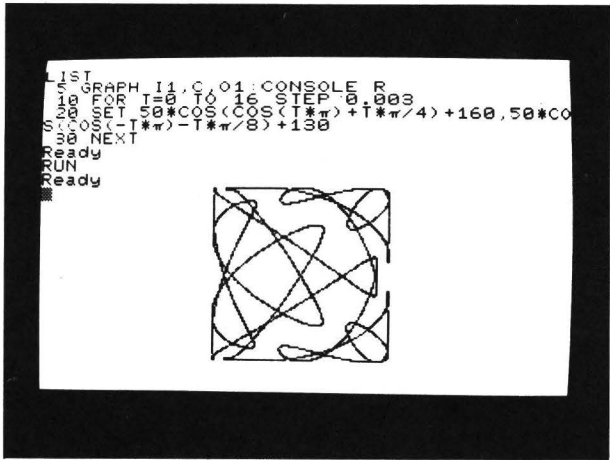 LIST
5 GRAPH I1,C,O1:CONSOLE R
10 FOR T=0 TO 16 STEP 0.003
20 SET 50*COS(COS(T*π)+T*π/4)+160,50*CO
S(COS(-T*π)-T*π/8)+130
30 NEXT
Ready
RUN
Ready